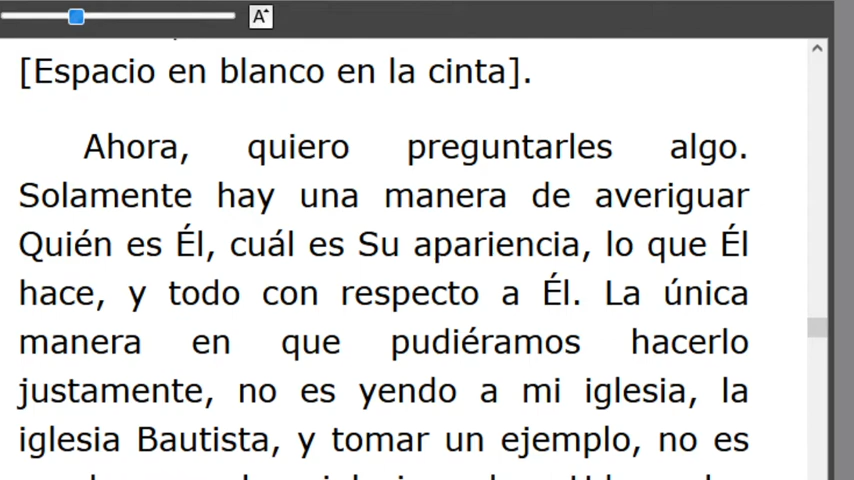 A
[Espacio en blanco en la cinta].
Ahora, quiero preguntarles algo.
Solamente hay una manera de averiguar
Quién es Él, cuál es Su apariencia, lo que Él
hace, y todo con respecto a Él. La única
manera en que pudiéramos hacerlo
justamente, no es yendo a mi iglesia, la
iglesia Bautista, y tomar un ejemplo, no es